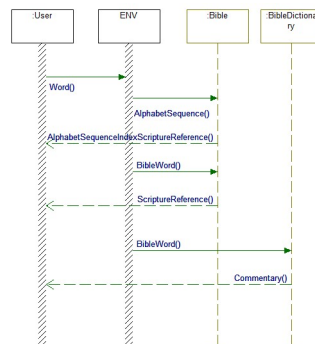 :User
ENV
:Bible
:BibleDictiona
ry
Word()
AlphabetSequence()
AlphabetSequenceIndexScriptureReference()
BibleWord()
ScriptureReference()
BibleWord()
Commentary()